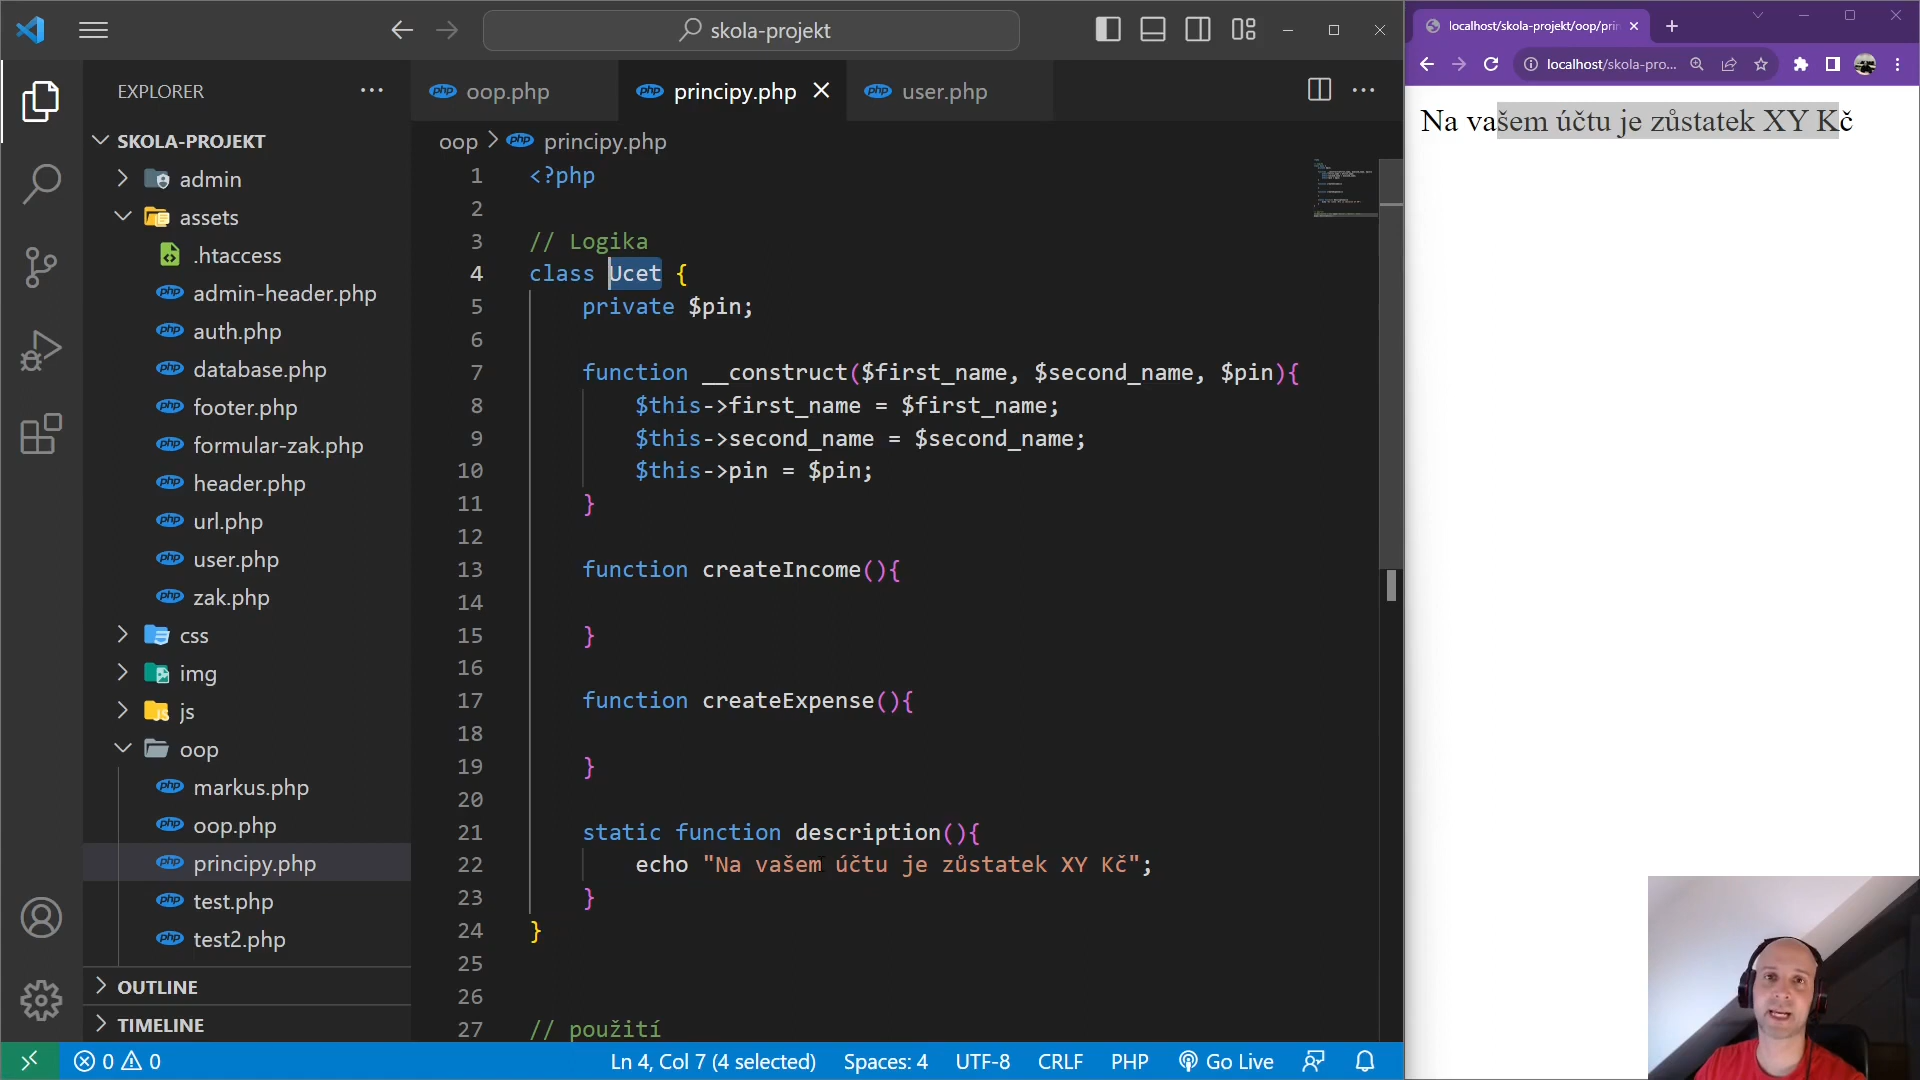 skola-projekt
EXPLORER
SKOLA-PROJEKT
admin
assets
.htaccess
admin-header.php
auth.php
database.php
footer.php
formular-zak.php
header.php
url.php
user.php
zak.php
css
img
js
oop
markus.php
oop.php
principy.php
test.php
test2.php
OUTLINE
TIMELINE
oop.php
principy.php
user.php
oop > principy.php
1 <?php
2
3 // Logika
4 class Ucet {
5 private $pin;
6
7 function __construct($first_name, $second_name, $pin){
8 $this->first_name = $first_name;
9 $this->second_name = $second_name;
10 $this->pin = $pin;
11 }
12
13 function createIncome(){
14
15 }
16
17 function createExpense(){
18
19 }
20
21 static function description(){
22 echo "Na vašem účtu je zůstatek XY Kč";
23 }
24 }
25
26
27 // použití
0 0 Ln 4, Col 7 (4 selected) Spaces: 4 UTF-8 CRLF PHP Go Live
localhost/skola-projekt/oop/prin
localhost/skola-pro...
Na vašem účtu je zůstatek XY Kč